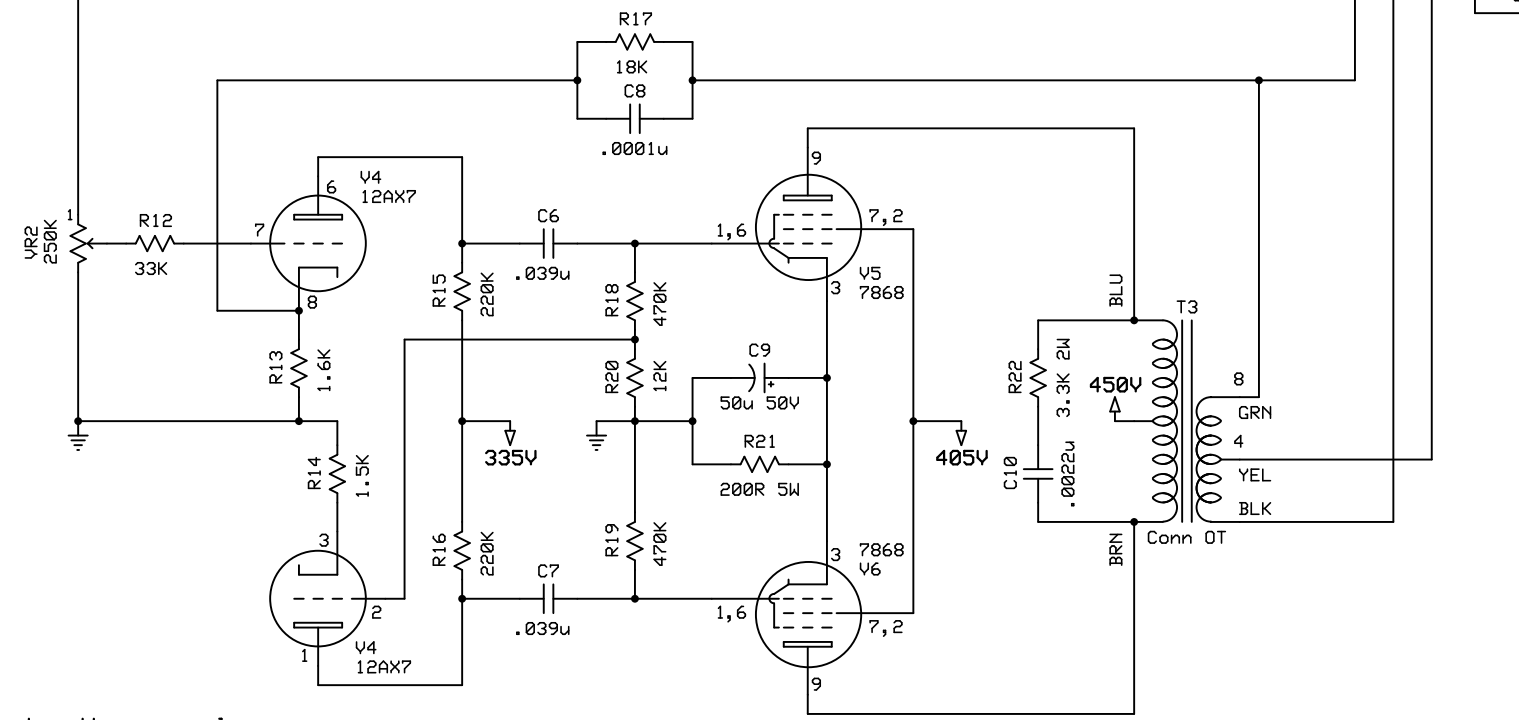 R17
18K
C8
.0001u
9
V4
12AX7
6
7
8
1
VR2
250K
R12
33K
C6
.039u
1,6
7,2
V5
7868
3
R15
220K
R18
470K
R13
1.6K
R20
12K
C9
+
50u 50V
R21
200R 5W
335V
405V
R14
1.5K
3
2
1
V4
12AX7
R16
220K
R19
470K
C7
.039u
1,6
3
7868
V6
7,2
9
BLU
T3
R22
3.3K 2W
450V
8
GRN
4
YEL
BLK
C10
.0022u
BRN
Conn OT